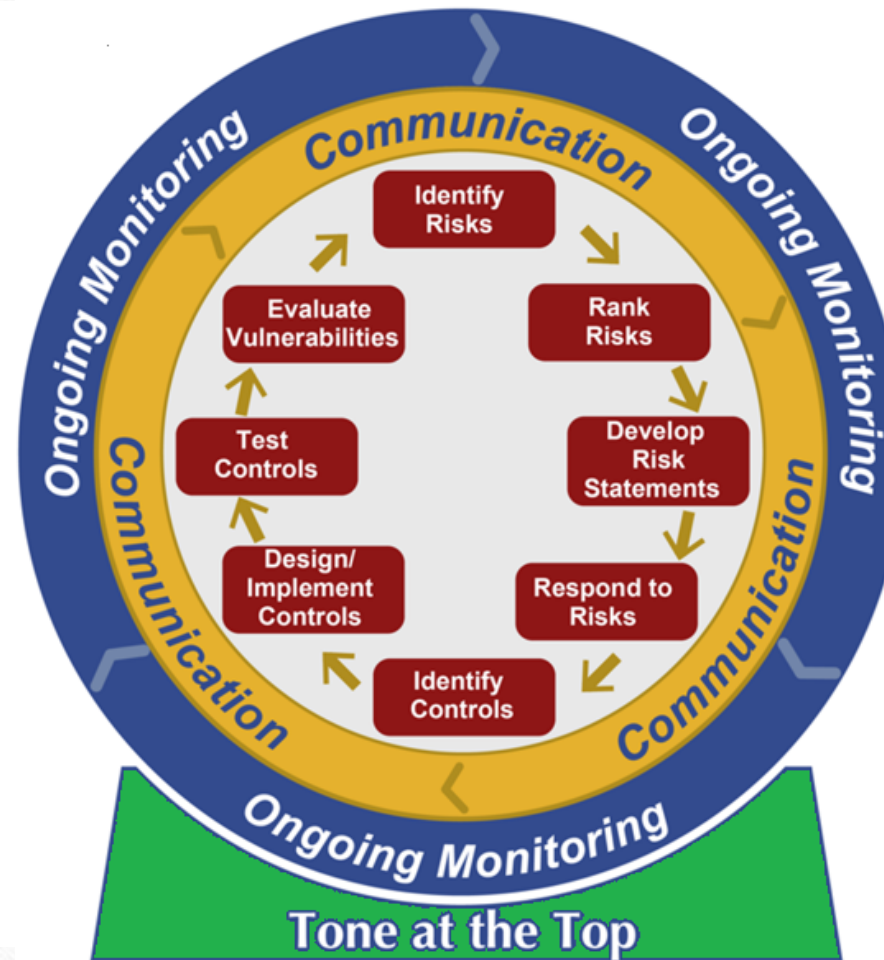 Ongoing Monitoring
Ongoing Monitoring
Communication
Identify
Risks
Rank
Risks
Develop
Risk
Statements
Respond to
Risks
Identify
Controls
Design/
Implement
Controls
Test
Controls
Evaluate
Vulnerabilities
Communication
Communication
Ongoing Monitoring
Tone at the Top